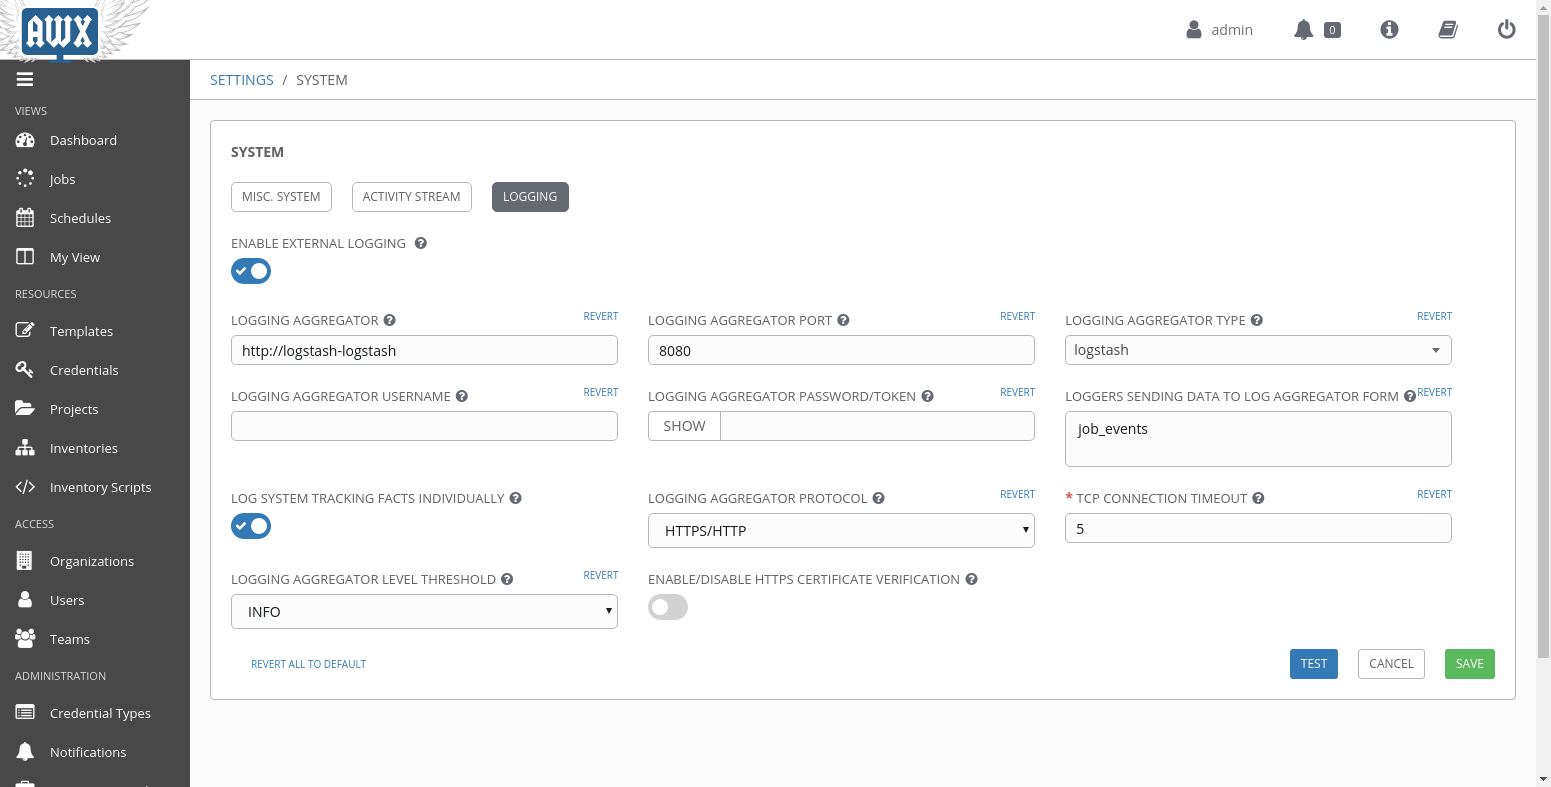 AWX
admin
0
SETTINGS / SYSTEM
VIEWS
Dashboard
Jobs
Schedules
My View
RESOURCES
Templates
Credentials
Projects
Inventories
Inventory Scripts
ACCESS
Organizations
Users
Teams
ADMINISTRATION
Credential Types
Notifications
SYSTEM
MISC. SYSTEM ACTIVITY STREAM LOGGING
ENABLE EXTERNAL LOGGING
LOGGING AGGREGATOR REVERT
http://logstash-logstash
LOGGING AGGREGATOR PORT REVERT
8080
LOGGING AGGREGATOR TYPE REVERT
logstash
LOGGING AGGREGATOR USERNAME REVERT
LOGGING AGGREGATOR PASSWORD/TOKEN REVERT
SHOW
LOGGERS SENDING DATA TO LOG AGGREGATOR FORM REVERT
job_events
LOG SYSTEM TRACKING FACTS INDIVIDUALLY
LOGGING AGGREGATOR PROTOCOL REVERT
HTTPS/HTTP
* TCP CONNECTION TIMEOUT REVERT
5
LOGGING AGGREGATOR LEVEL THRESHOLD REVERT
INFO
ENABLE/DISABLE HTTPS CERTIFICATE VERIFICATION
REVERT ALL TO DEFAULT
TEST CANCEL SAVE